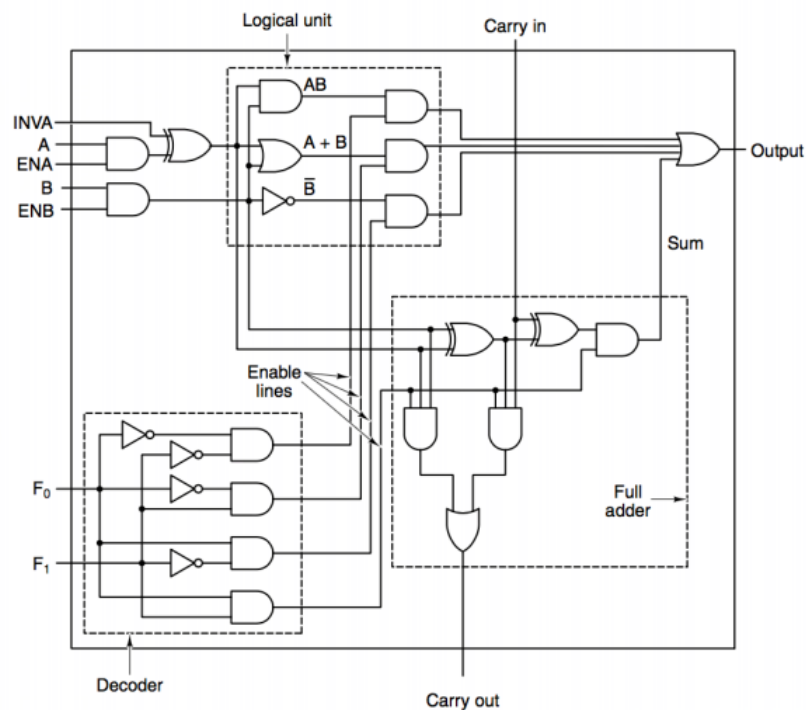 Logical unit
Carry in
INVA
A
ENA
B
ENB
AB
A + B
B̅
Output
Sum
Enable
lines
F₀
F₁
Full
adder
Decoder
Carry out